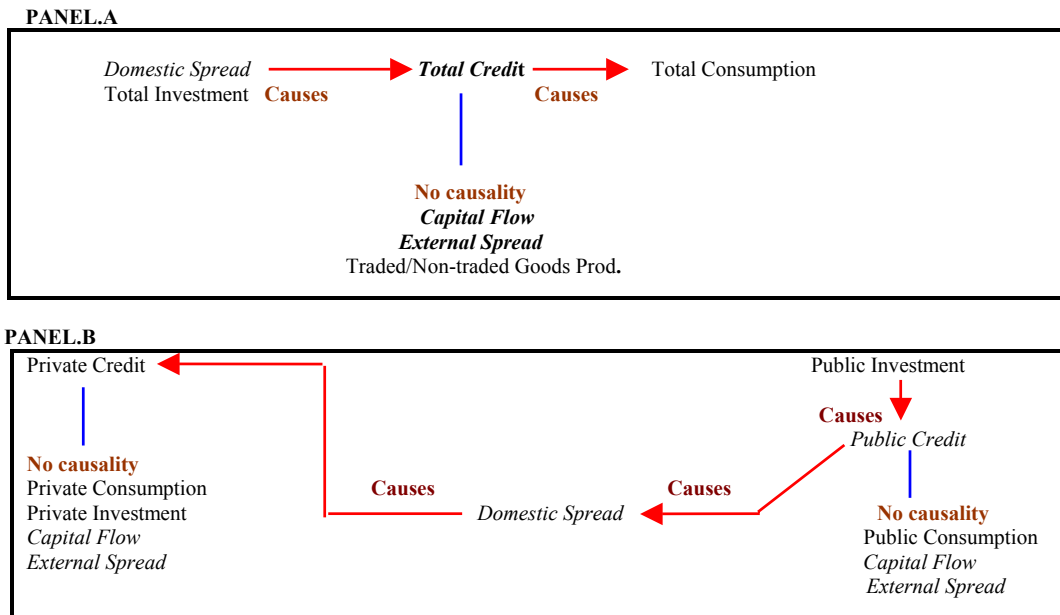 PANEL.A
Domestic Spread Total Credit Total Consumption
Total Investment Causes Causes
No causality
Capital Flow
External Spread
Traded/Non-traded Goods Prod.
PANEL.B
Private Credit Public Investment
Causes
Public Credit
No causality
Private Consumption Causes Causes
Private Investment Domestic Spread No causality
Capital Flow Public Consumption
External Spread Capital Flow
External Spread